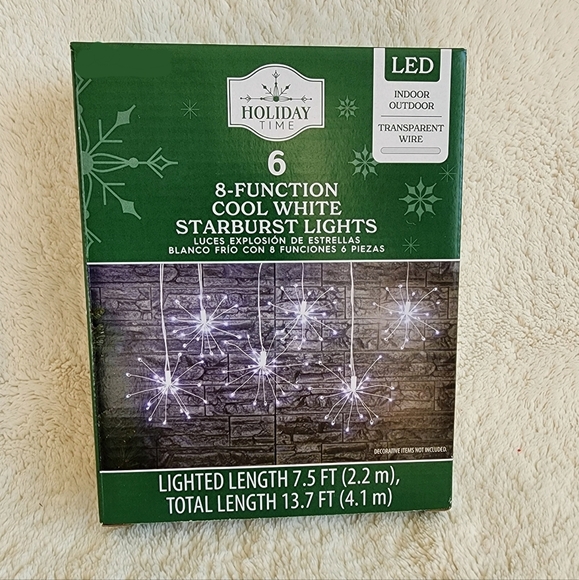 HOLIDAY
TIME
LED
INDOOR
OUTDOOR
TRANSPARENT
WIRE
6
8-FUNCTION
COOL WHITE
STARBURST LIGHTS
LUCES EXPLOSIÓN DE ESTRELLAS
BLANCO FRÍO CON 8 FUNCIONES 6 PIEZAS
DECORATIVE ITEMS NOT INCLUDED.
LIGHTED LENGTH 7.5 FT (2.2 m),
TOTAL LENGTH 13.7 FT (4.1 m)